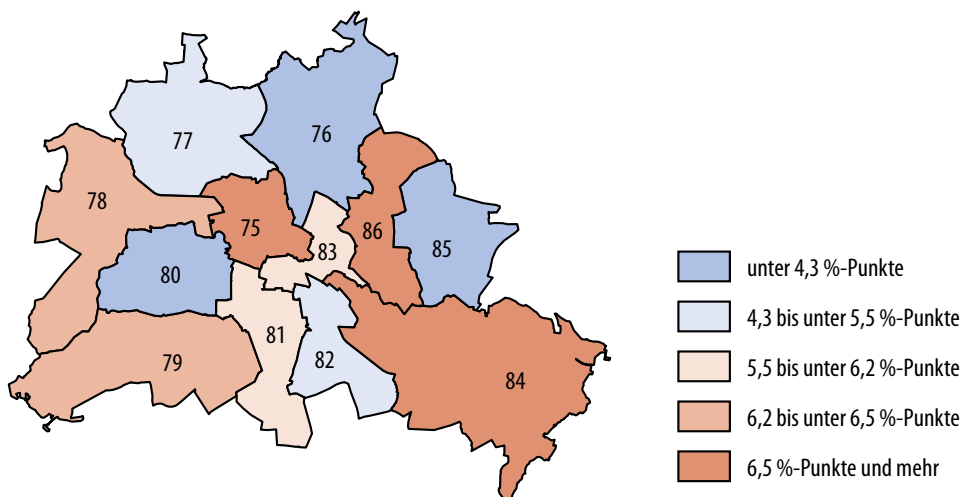 76
77
78
75
86
83
85
80
81
82
79
84
unter 4,3 %-Punkte
4,3 bis unter 5,5 %-Punkte
5,5 bis unter 6,2 %-Punkte
6,2 bis unter 6,5 %-Punkte
6,5 %-Punkte und mehr